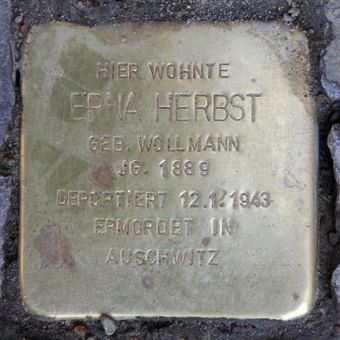 HIER WOHNTE
ERNA HERBST
GEB. WOLLMANN
JG. 1889
DEPORTIERT 12.1.1943
ERMORDET IN
AUSCHWITZ